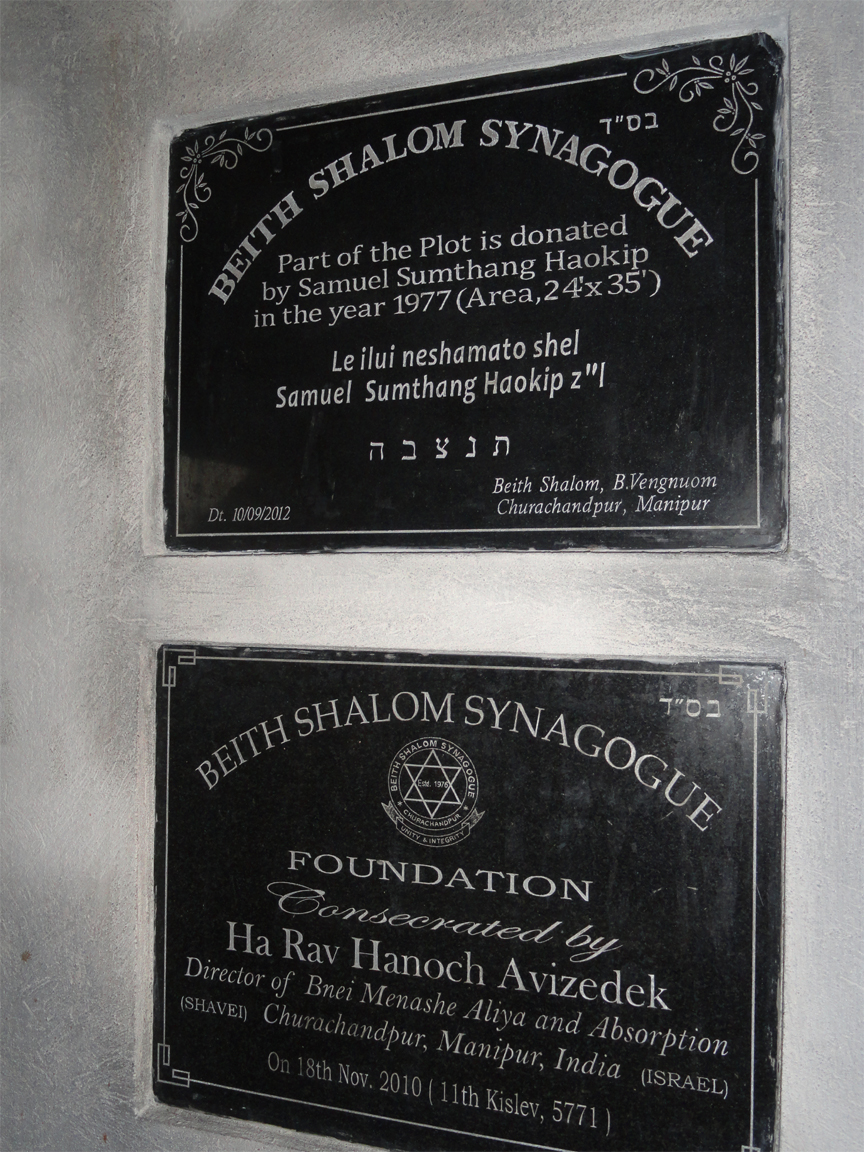 בס"ד
BEITH SHALOM SYNAGOGUE
Part of the Plot is donated
by Samuel Sumthang Haokip
in the year 1977 (Area, 24'x 35')
Le ilui neshamato shel
Samuel Sumthang Haokip z"l
ת נ צ ב ה
Beith Shalom, B.Vengnuom
Dt. 10/09/2012
Churachandpur, Manipur
בס"ד
BEITH SHALOM SYNAGOGUE
BEITH SHALOM SYNAGOGUE
Estd. 1976
CHURACHANDPUR
UNITY & INTEGRITY
FOUNDATION
Consecrated by
Ha Rav Hanoch Avizedek
Director of Bnei Menashe Aliya and Absorption
(SHAVEI) Churachandpur, Manipur, India (ISRAEL)
On 18th Nov. 2010 ( 11th Kislev, 5771 )